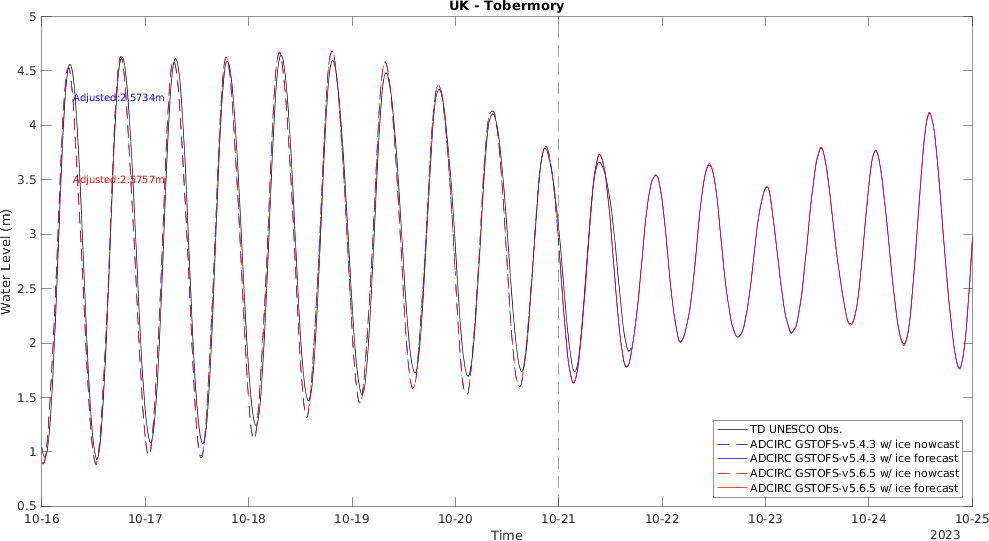 UK - Tobermory
5
4.5
4
3.5
3
2.5
2
1.5
1
0.5
Water Level (m)
Adjusted:2.5734m
Adjusted:2.5757m
TD UNESCO Obs.
ADCIRC GSTOFS-v5.4.3 w/ ice nowcast
ADCIRC GSTOFS-v5.4.3 w/ ice forecast
ADCIRC GSTOFS-v5.6.5 w/ ice nowcast
ADCIRC GSTOFS-v5.6.5 w/ ice forecast
10-16 10-17 10-18 10-19 10-20 10-21 10-22 10-23 10-24 10-25
Time
2023